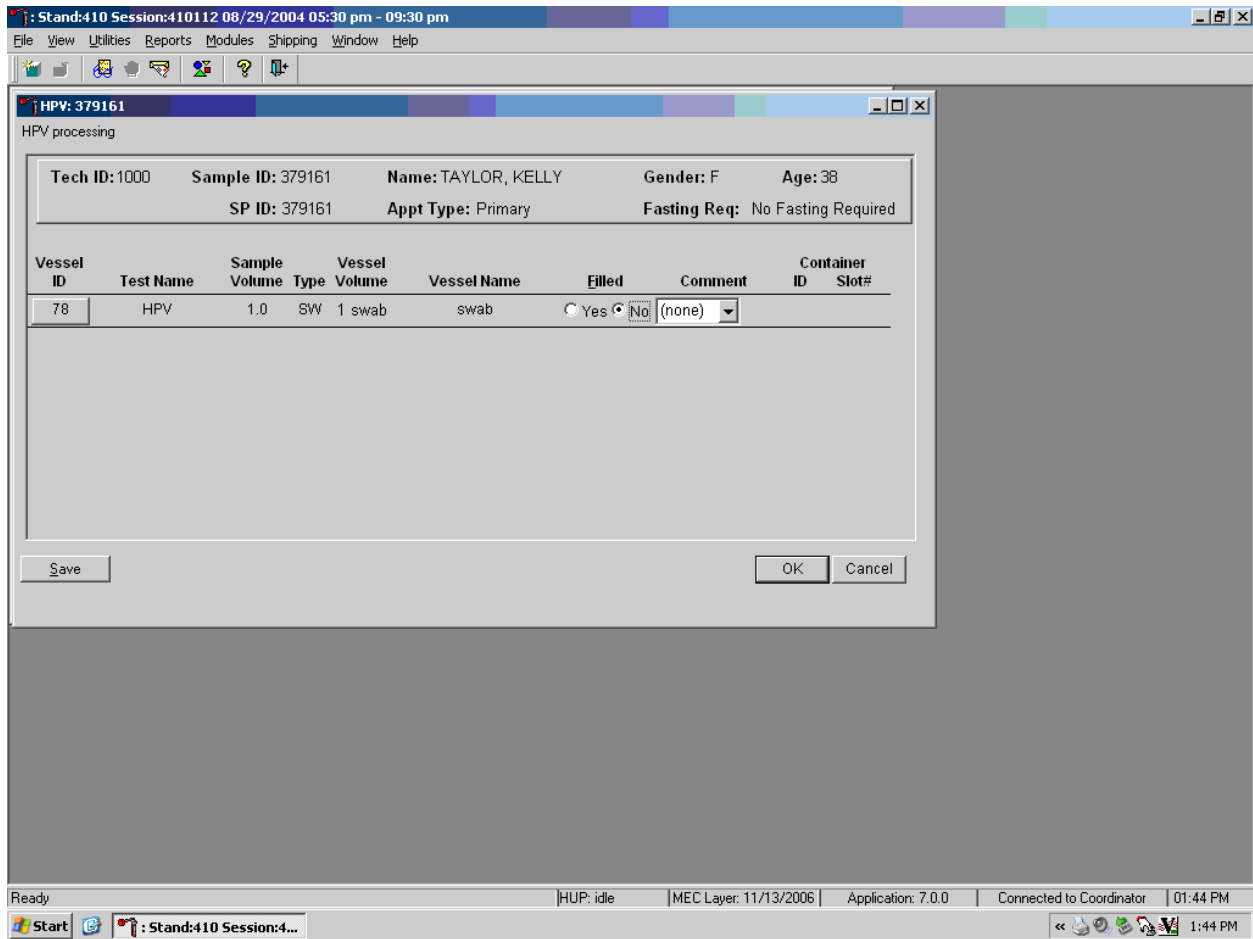 : Stand:410 Session:410112 08/29/2004 05:30 pm - 09:30 pm
File View Utilities Reports Modules Shipping Window Help
HPV: 379161
HPV processing
Tech ID: 1000 Sample ID: 379161 Name: TAYLOR, KELLY Gender: F Age: 38
SP ID: 379161 Appt Type: Primary Fasting Req: No Fasting Required
Vessel Sample Vessel Container
ID Test Name Volume Type Volume Vessel Name Filled Comment ID Slot#
78 HPV 1.0 SW 1 swab swab Yes No (none)
Save OK Cancel
Ready HUP: idle MEC Layer: 11/13/2006 Application: 7.0.0 Connected to Coordinator 01:44 PM
Start : Stand:410 Session:4... « 1:44 PM